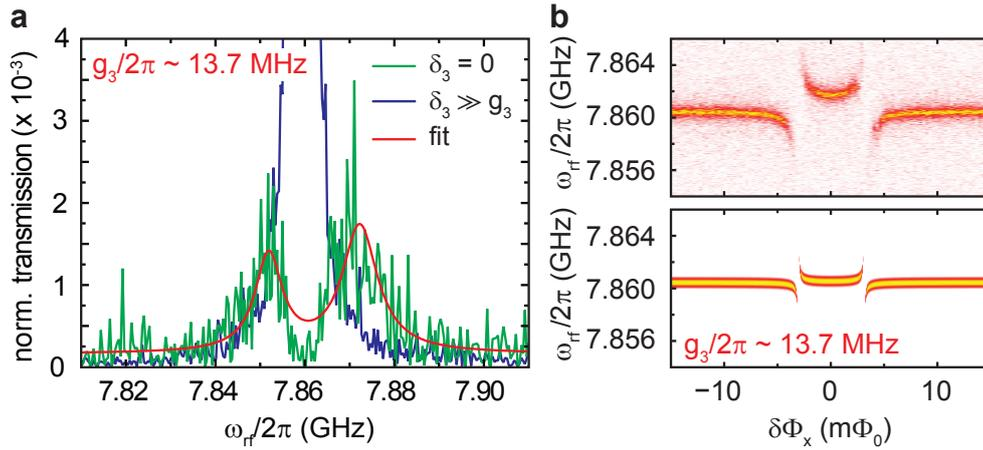 a
norm. transmission (x 10⁻³)
4
3
2
1
0
g₃/2π ~ 13.7 MHz
δ₃ = 0
δ₃ ≫ g₃
fit
7.82 7.84 7.86 7.88 7.90
ω_rf/2π (GHz)
b
ω_rf/2π (GHz)
7.864
7.860
7.856
ω_rf/2π (GHz)
7.864
7.860
7.856
g₃/2π ~ 13.7 MHz
−10 0 10
δΦₓ (mΦ₀)